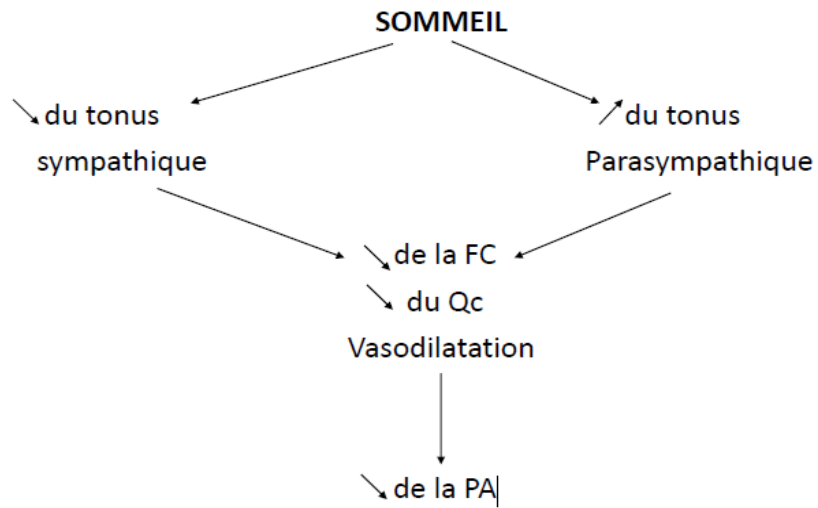 SOMMEIL
↘ du tonus
sympathique
↗ du tonus
Parasympathique
↘ de la FC
↘ du Qc
Vasodilatation
↘ de la PA